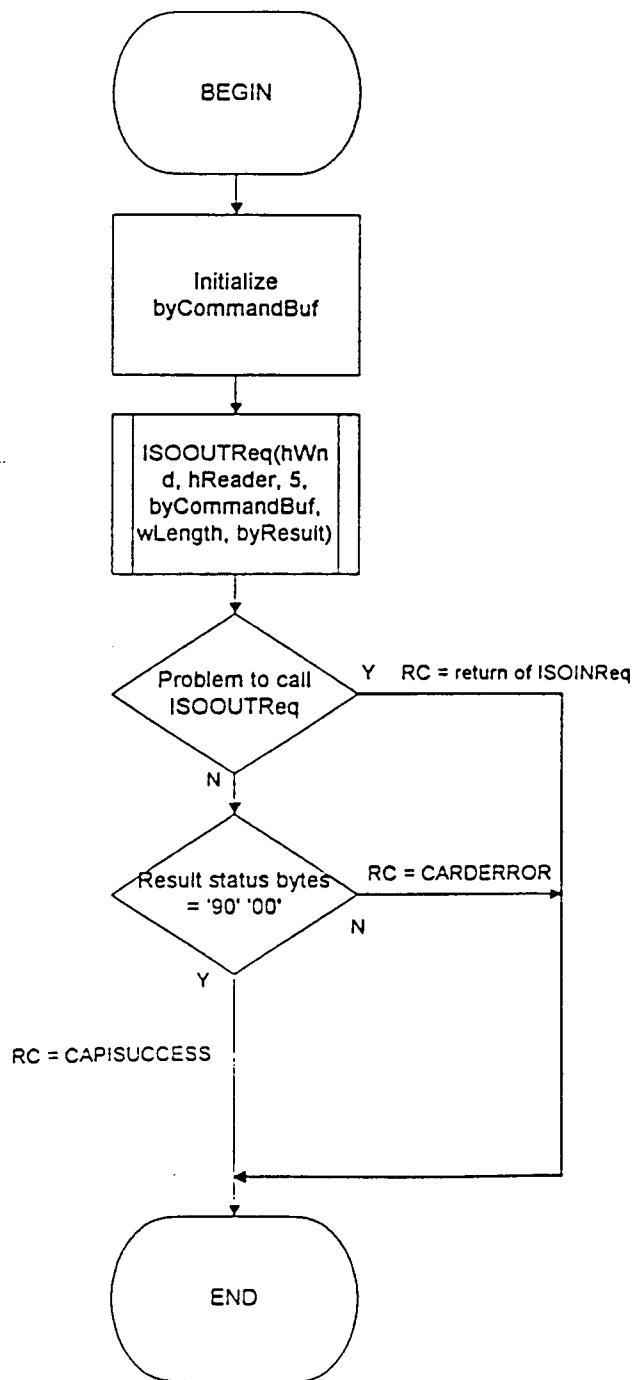 BEGIN
Initialize
byCommandBuf
ISOOUTReq(hWn
d, hReader, 5,
byCommandBuf,
wLength, byResult)
Problem to call
ISOOUTReq
Y RC = return of ISOINReq
N
Result status bytes
= '90' '00'
RC = CARDERROR
N
Y
RC = CAPISUCCESS
END